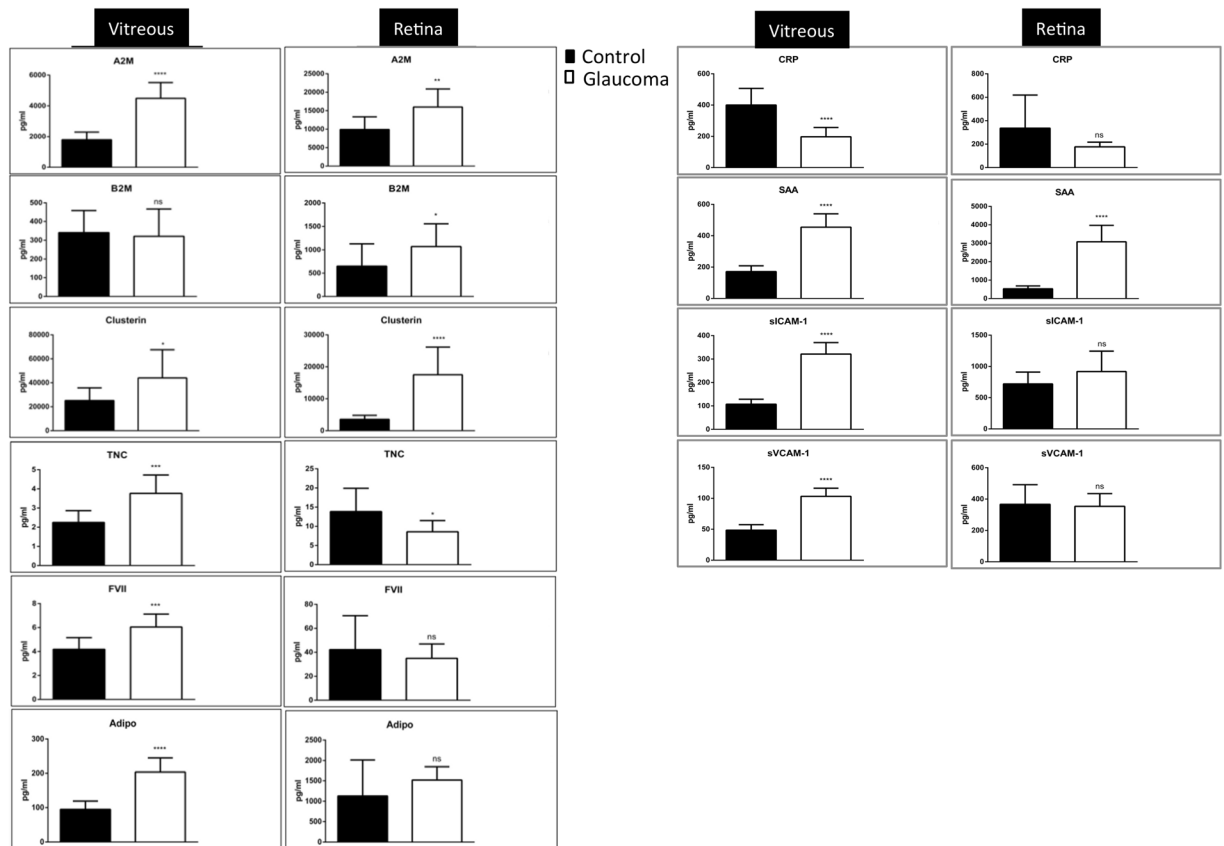 Vitreous
Retina
Control
Glaucoma
A2M
pg/ml
6000
4000
2000
0
****
A2M
pg/ml
25000
20000
15000
10000
5000
0
**
B2M
pg/ml
500
400
300
200
100
0
ns
B2M
pg/ml
2000
1500
1000
500
0
*
Clusterin
pg/ml
80000
60000
40000
20000
0
*
Clusterin
pg/ml
30000
20000
10000
0
****
TNC
pg/ml
5
4
3
2
1
0
***
TNC
pg/ml
25
20
15
10
5
0
*
FVII
pg/ml
8
6
4
2
0
***
FVII
pg/ml
80
60
40
20
0
ns
Adipo
pg/ml
300
200
100
0
****
Adipo
pg/ml
2500
2000
1500
1000
500
0
ns
Vitreous
Retina
CRP
pg/ml
600
400
200
0
****
CRP
pg/ml
800
600
400
200
0
ns
SAA
pg/ml
600
400
200
0
****
SAA
pg/ml
5000
4000
3000
2000
1000
0
****
sICAM-1
pg/ml
400
300
200
100
0
****
sICAM-1
pg/ml
1500
1000
500
0
ns
sVCAM-1
pg/ml
150
100
50
0
****
sVCAM-1
pg/ml
600
400
200
0
ns